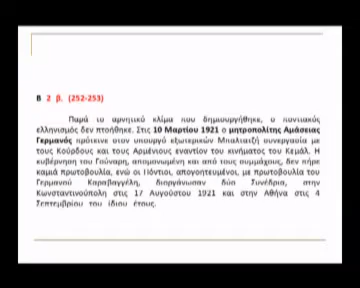 Β 2 β. (252-253)
Παρά το αρνητικό κλίμα που δημιουργήθηκε, ο ποντιακός
ελληνισμός δεν πτοήθηκε. Στις 10 Μαρτίου 1921 ο μητροπολίτης Αμάσειας
Γερμανός πρότεινε στον υπουργό εξωτερικών Μπαλτατζή συνεργασία με
τους Κούρδους και τους Αρμένιους εναντίον του κινήματος του Κεμάλ. Η
κυβέρνηση του Γούναρη, απομονωμένη και από τους συμμάχους, δεν πήρε
καμιά πρωτοβουλία, ενώ οι Πόντιοι, απογοητευμένοι, με πρωτοβουλία του
Γερμανού Καραβαγγέλη, διοργάνωσαν δύο Συνέδρια, στην
Κωνσταντινούπολη στις 17 Αυγούστου 1921 και στην Αθήνα στις 4
Σεπτεμβρίου του ίδιου έτους.